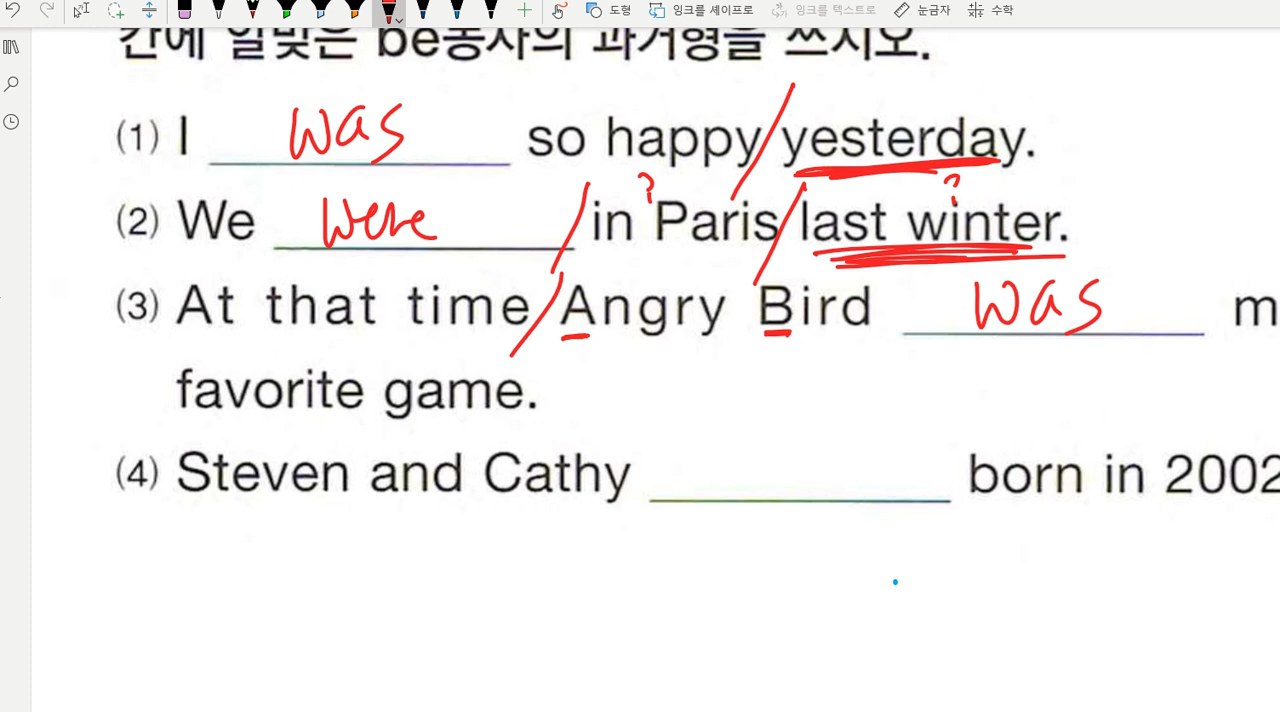 도형 잉크를 셰이프로 잉크를 텍스트로 눈금자 수학
칸에 알맞은 be동사의 과거형을 쓰시오.
(1) I was so happy / yesterday.
(2) We were / in Paris / last winter.
? ?
(3) At that time / Angry Bird was m
favorite game.
(4) Steven and Cathy ____ born in 2002